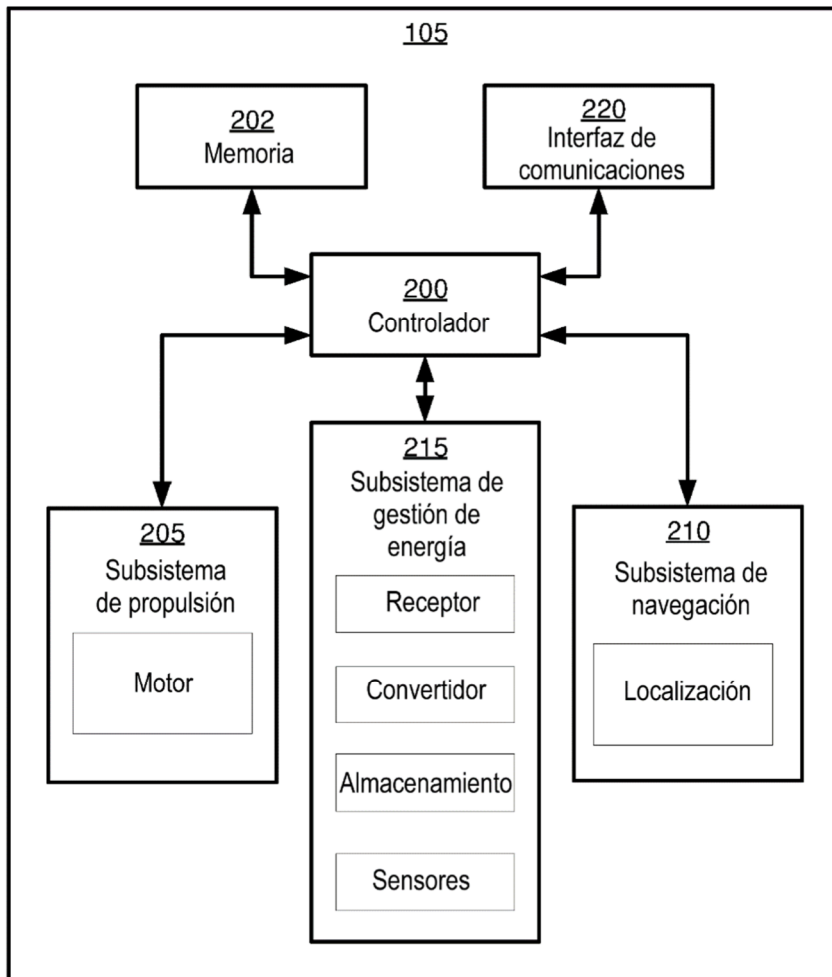 105
202
Memoria
220
Interfaz de
comunicaciones
200
Controlador
215
Subsistema de
gestión de
energía
Receptor
Convertidor
Almacenamiento
Sensores
205
Subsistema
de propulsión
Motor
210
Subsistema de
navegación
Localización